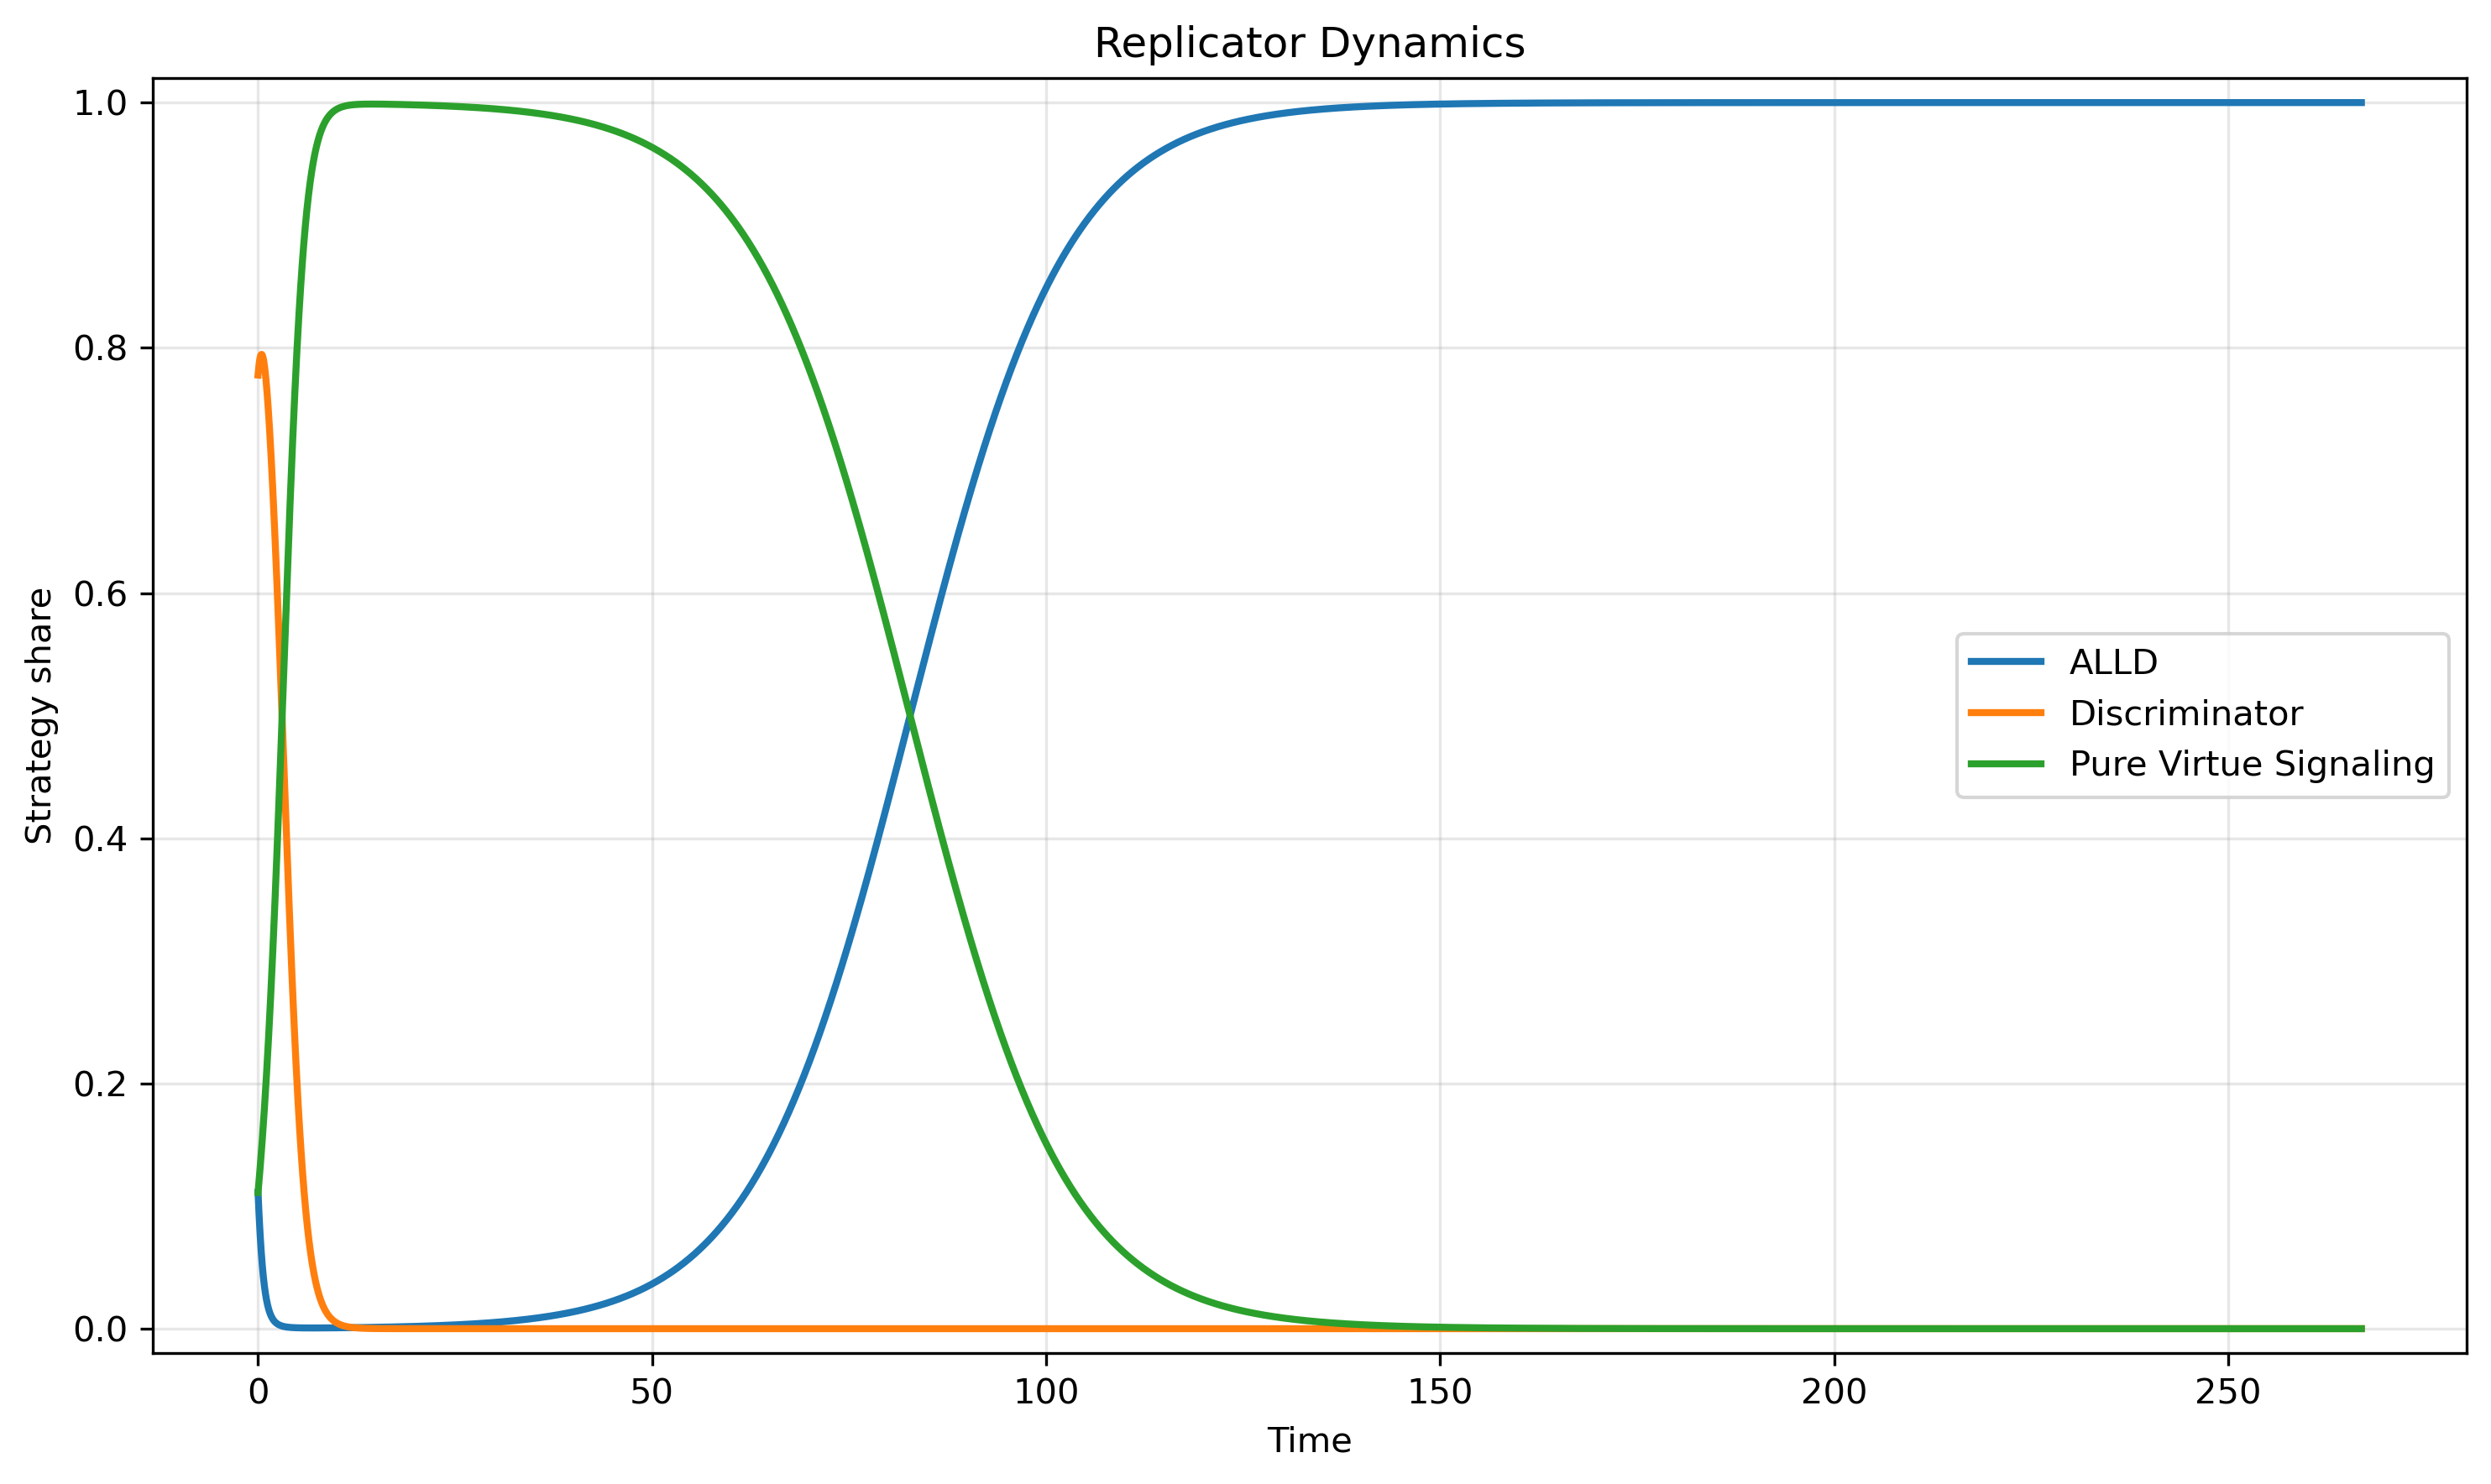 Replicator Dynamics
Strategy share
1.0
0.8
0.6
0.4
0.2
0.0
ALLD
Discriminator
Pure Virtue Signaling
0 50 100 150 200 250
Time